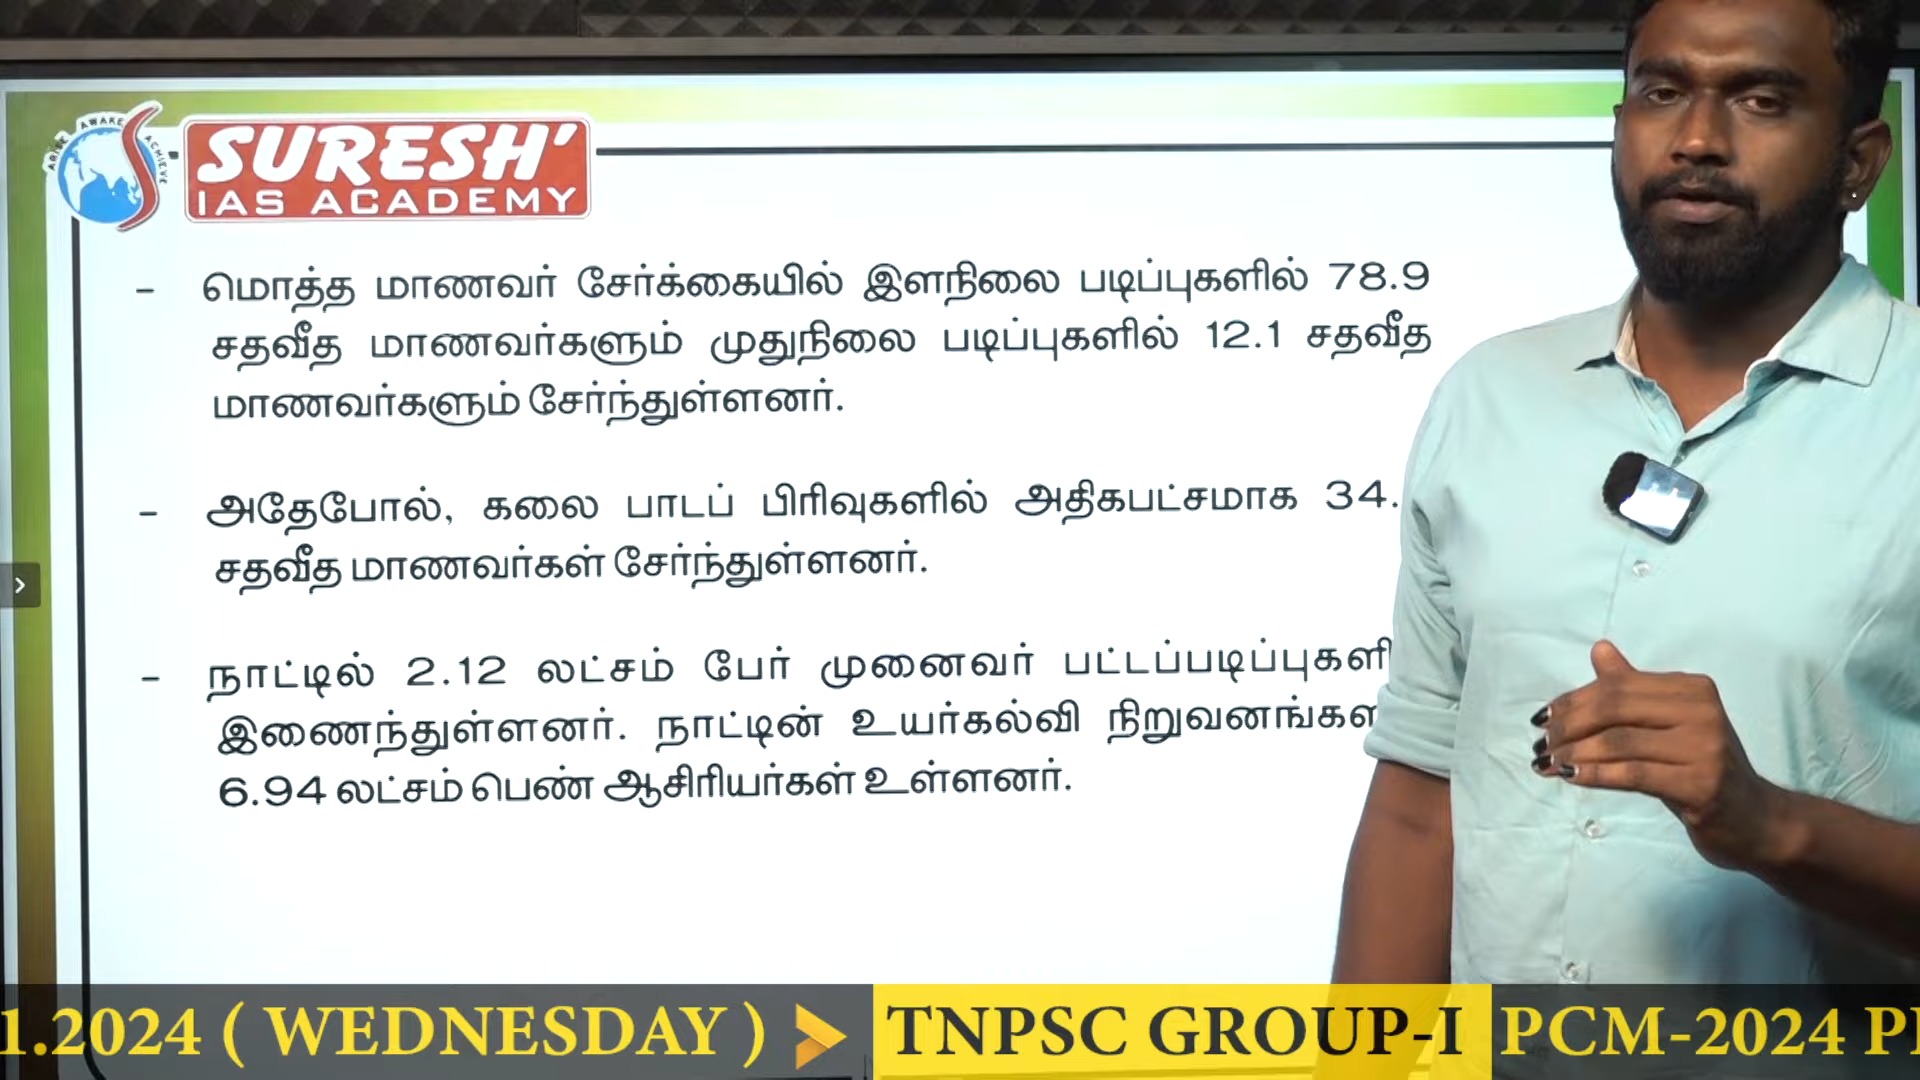 ARISE AWAKE ACHIEVE
SURESH'
IAS ACADEMY
- மொத்த மாணவர் சேர்க்கையில் இளநிலை படிப்புகளில் 78.9
சதவீத மாணவர்களும் முதுநிலை படிப்புகளில் 12.1 சதவீத
மாணவர்களும் சேர்ந்துள்ளனர்.
- அதேபோல், கலை பாடப் பிரிவுகளில் அதிகபட்சமாக 34.
சதவீத மாணவர்கள் சேர்ந்துள்ளனர்.
- நாட்டில் 2.12 லட்சம் பேர் முனைவர் பட்டப்படிப்புகளி
இணைந்துள்ளனர். நாட்டின் உயர்கல்வி நிறுவனங்கள
6.94 லட்சம் பெண் ஆசிரியர்கள் உள்ளனர்.
1.2024 ( WEDNESDAY ) TNPSC GROUP-I PCM-2024